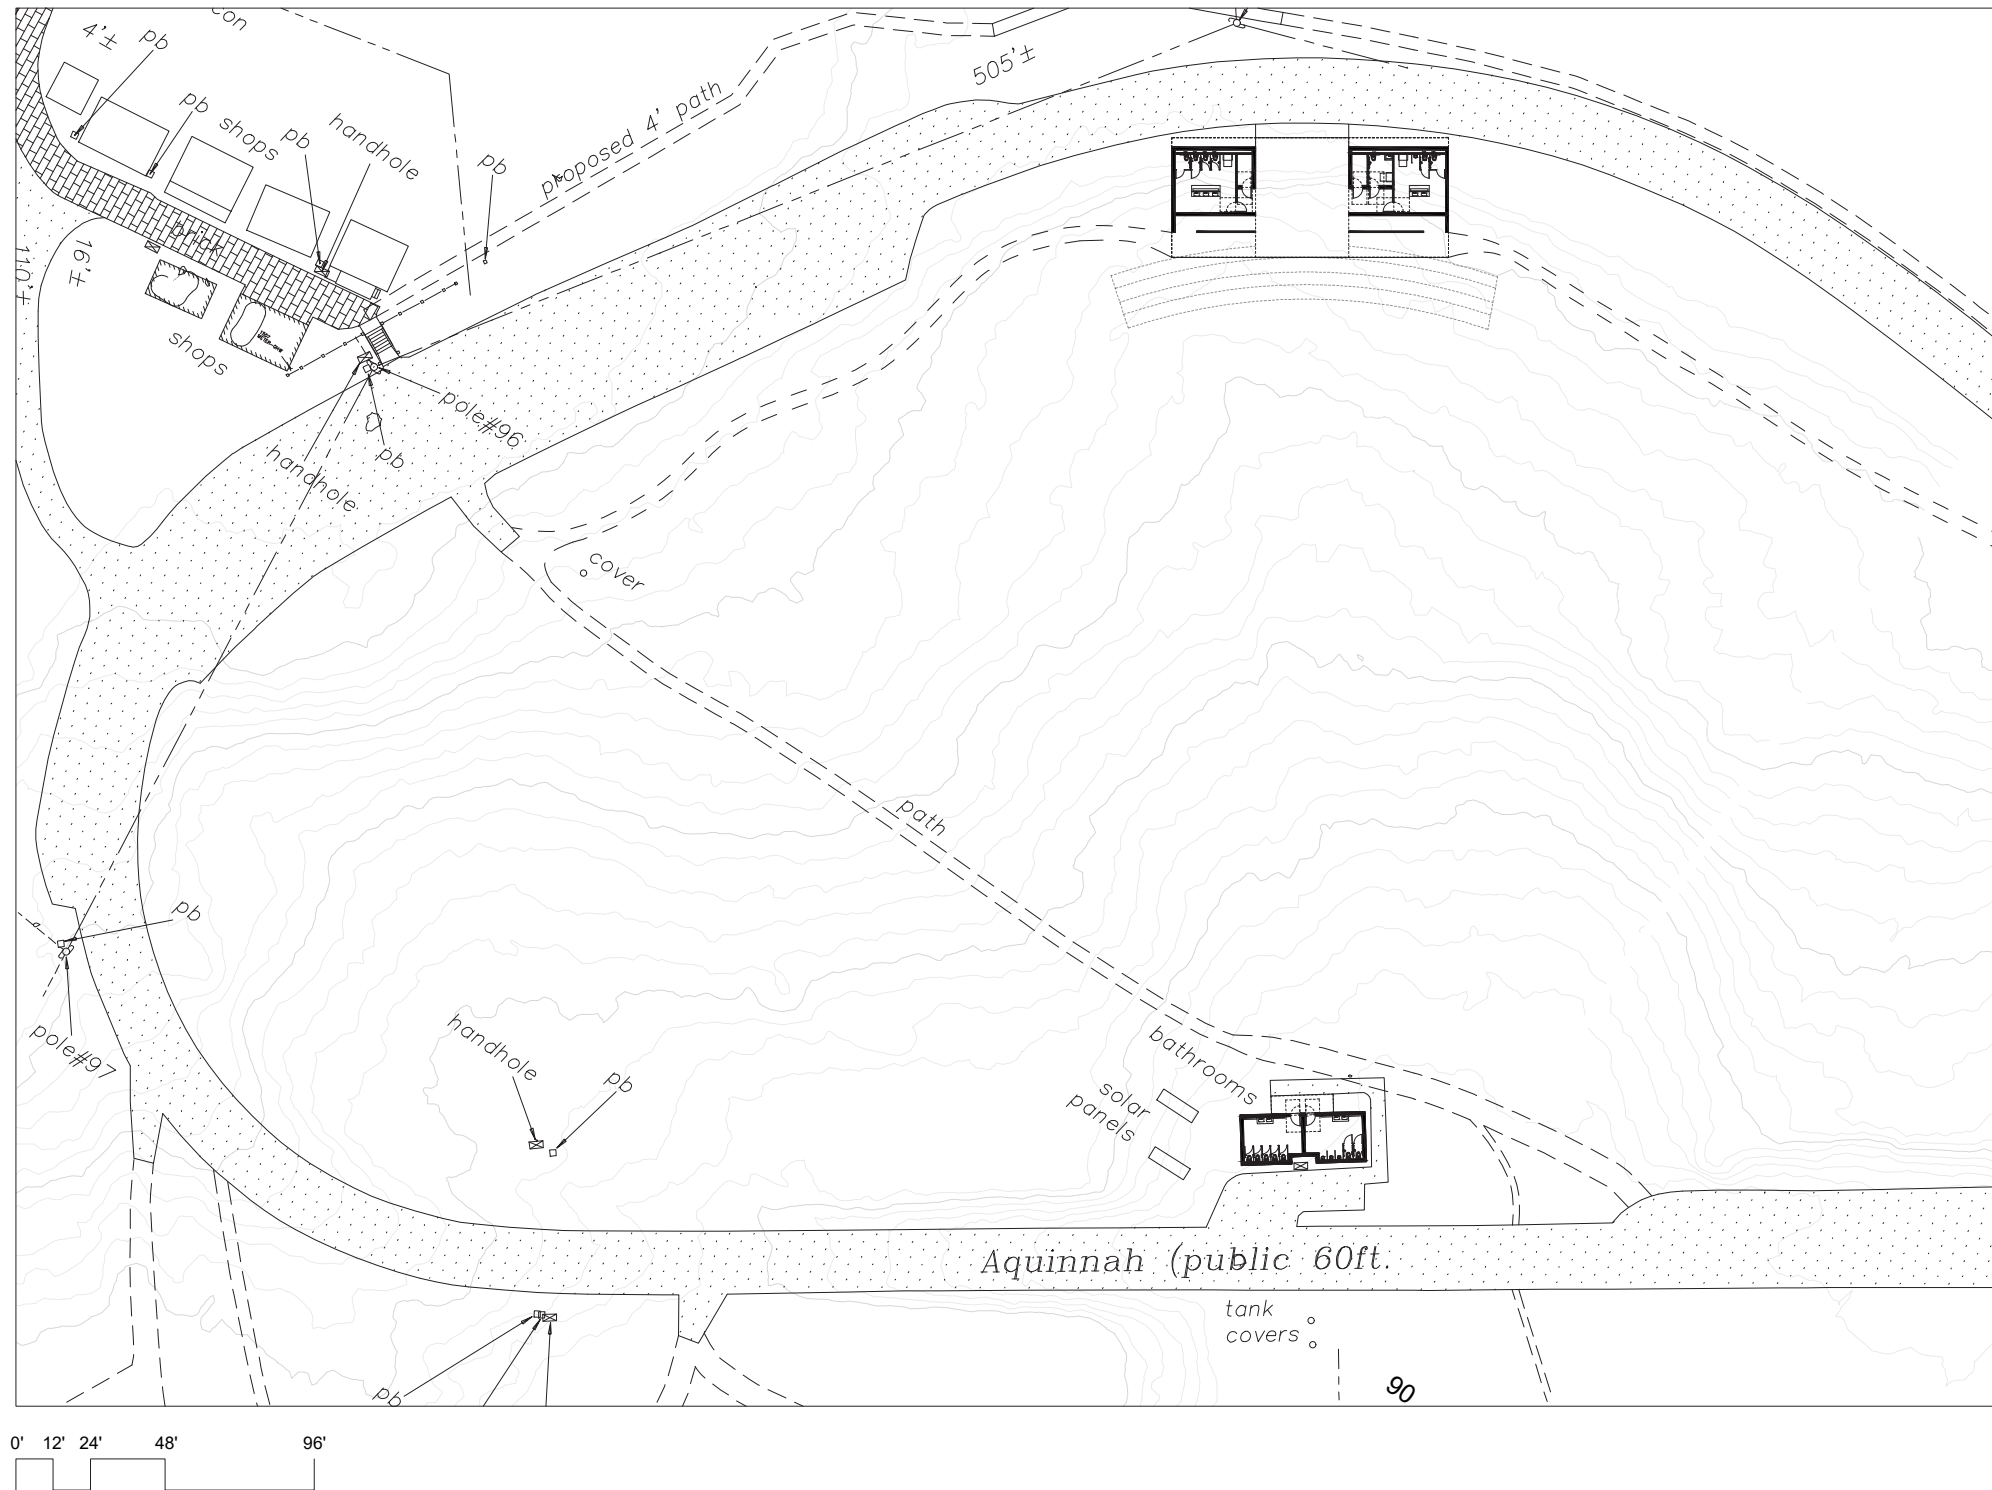 con
4'±
pb
pb
shops
pb
handhole
pb
proposed 4' path
505'±
brick
110'±
16'±
shops
pole#96
pb
handhole
cover
path
pb
pole#97
handhole
pb
bathrooms
solar
panels
Aquinnah (public 60ft.
tank
covers
90
pb
0' 12' 24' 48' 96'